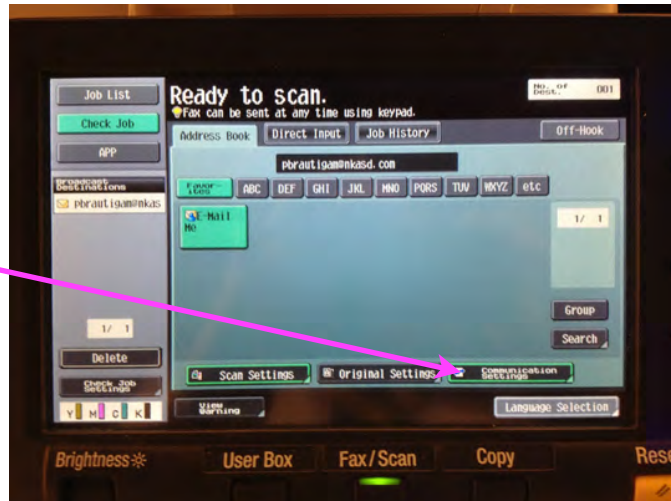 Job List
Check Job
APP
Broadcast
Destinations
pbrautigam@nkas
1/ 1
Delete
Check Job
Settings
Y M C K
Ready to scan.
Fax can be sent at any time using keypad.
No. of
Dest.
001
Address Book Direct Input Job History Off-Hook
pbrautigam@nkasd.com
Favor-
ites ABC DEF GHI JKL MNO PQRS TUV WXYZ etc
E-Mail
Me
1/ 1
Group
Search
Scan Settings Original Settings Communication
Settings
View
Warning
Language Selection
Brightness User Box Fax/Scan Copy Rese